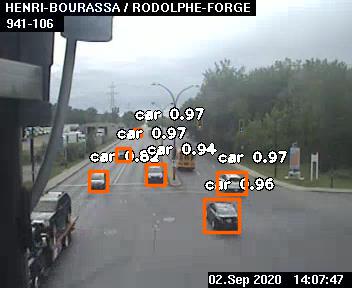 HENRI-BOURASSA / RODOLPHE-FORGE
941-106
car 0.97
car 0.97
car 0.82
car 0.94
car 0.97
car 0.96
02.Sep 2020 14:07:47